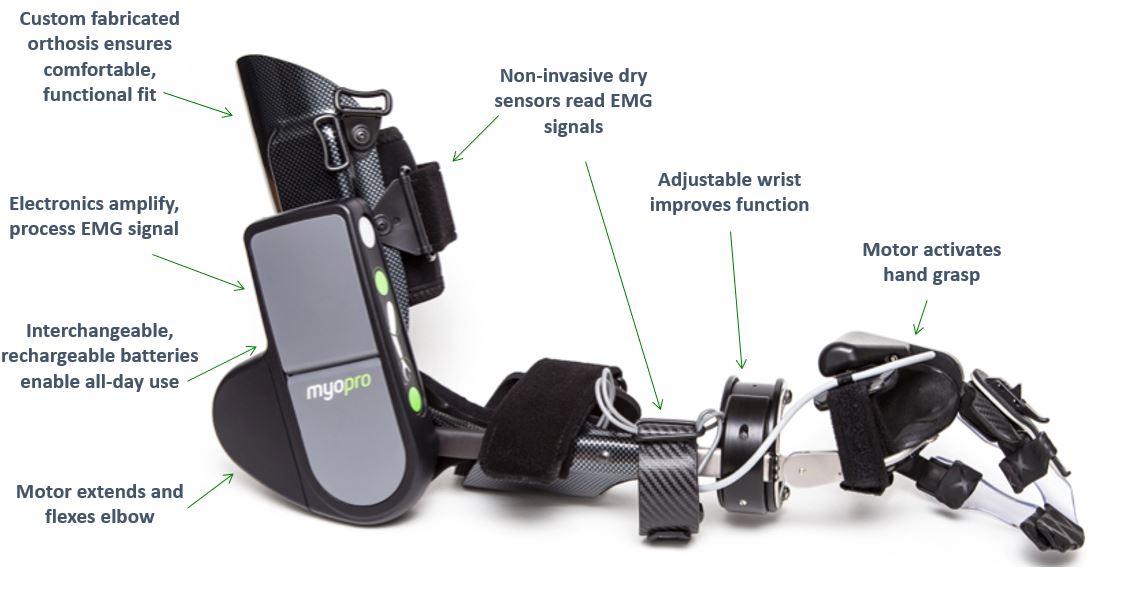 Custom fabricated
orthosis ensures
comfortable,
functional fit
Non-invasive dry
sensors read EMG
signals
Adjustable wrist
improves function
Electronics amplify,
process EMG signal
Motor activates
hand grasp
Interchangeable,
rechargeable batteries
enable all-day use
myopro
Motor extends and
flexes elbow